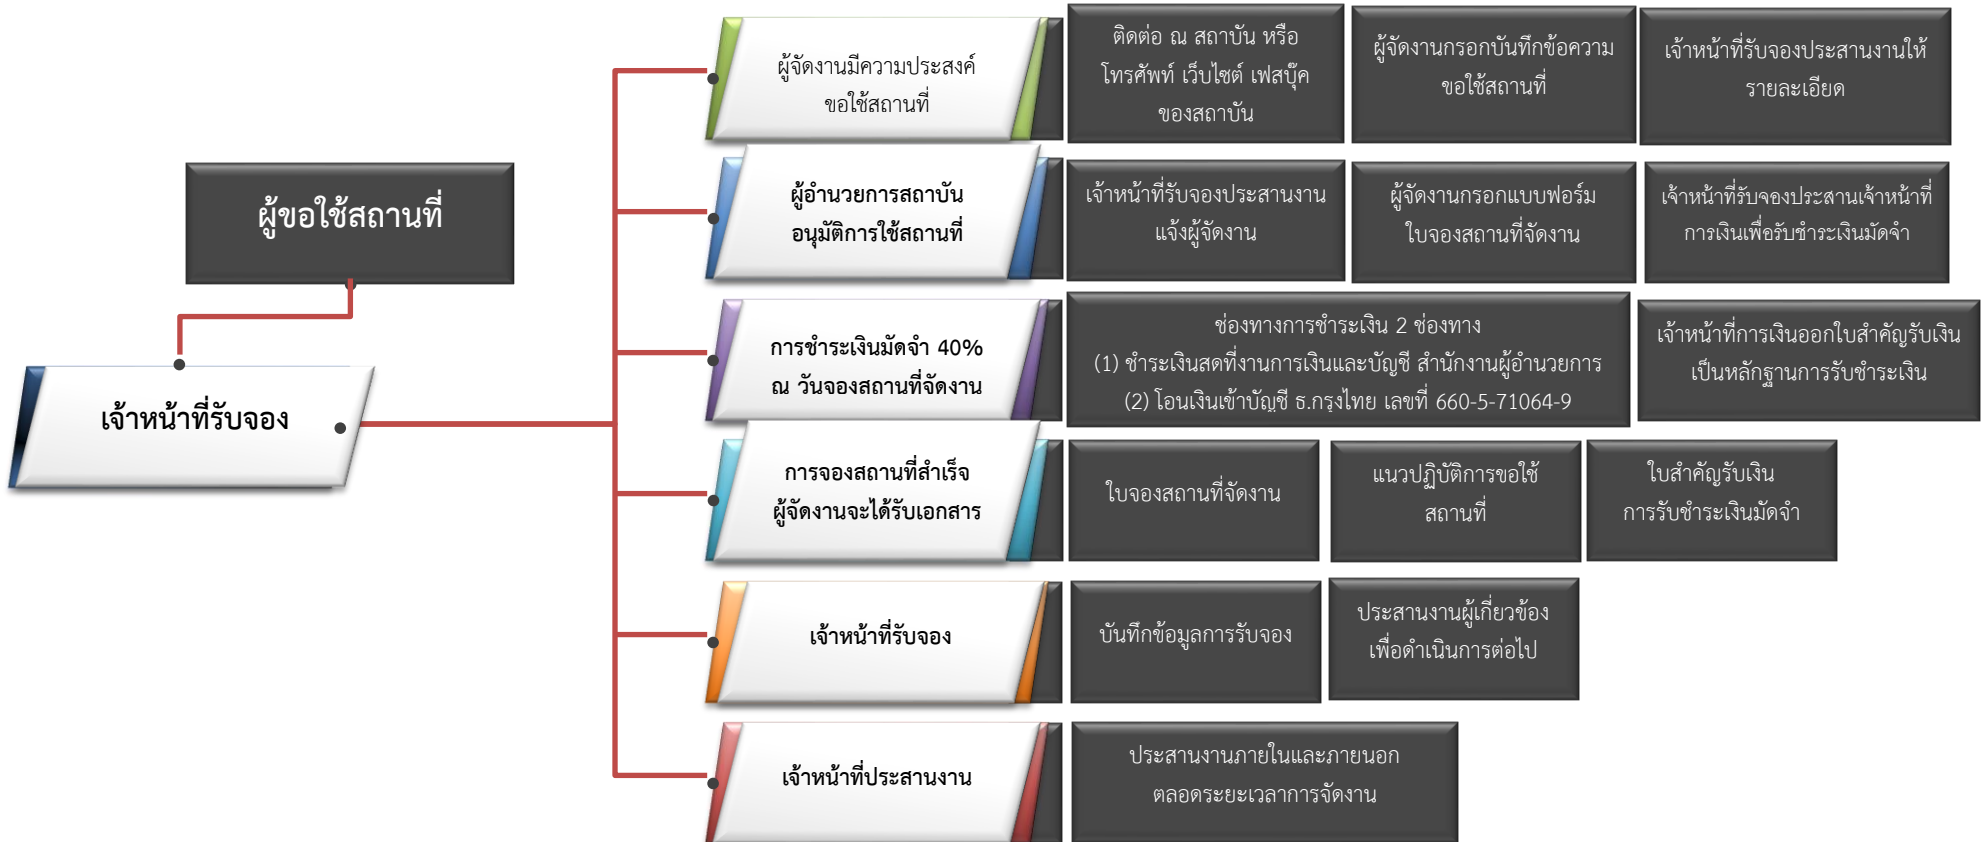 ผู้ขอใช้สถานที่
เจ้าหน้าที่รับจอง
ผู้จัดงานมีความประสงค์
ขอใช้สถานที่
ติดต่อ ณ สถาบัน หรือ
โทรศัพท์ เว็บไซต์ เฟสบุ๊ค
ของสถาบัน
ผู้จัดงานกรอกบันทึกข้อความ
ขอใช้สถานที่
เจ้าหน้าที่รับจองประสานงานให้
รายละเอียด
ผู้อำนวยการสถาบัน
อนุมัติการใช้สถานที่
เจ้าหน้าที่รับจองประสานงาน
แจ้งผู้จัดงาน
ผู้จัดงานกรอกแบบฟอร์ม
ใบจองสถานที่จัดงาน
เจ้าหน้าที่รับจองประสานเจ้าหน้าที่
การเงินเพื่อรับชำระเงินมัดจำ
การชำระเงินมัดจำ 40%
ณ วันจองสถานที่จัดงาน
ช่องทางการชำระเงิน 2 ช่องทาง
(1) ชำระเงินสดที่งานการเงินและบัญชี สำนักงานผู้อำนวยการ
(2) โอนเงินเข้าบัญชี ธ.กรุงไทย เลขที่ 660-5-71064-9
เจ้าหน้าที่การเงินออกใบสำคัญรับเงิน
เป็นหลักฐานการรับชำระเงิน
การจองสถานที่สำเร็จ
ผู้จัดงานจะได้รับเอกสาร
ใบจองสถานที่จัดงาน
แนวปฏิบัติการขอใช้
สถานที่
ใบสำคัญรับเงิน
การรับชำระเงินมัดจำ
เจ้าหน้าที่รับจอง
บันทึกข้อมูลการรับจอง
ประสานงานผู้เกี่ยวข้อง
เพื่อดำเนินการต่อไป
เจ้าหน้าที่ประสานงาน
ประสานงานภายในและภายนอก
ตลอดระยะเวลาการจัดงาน